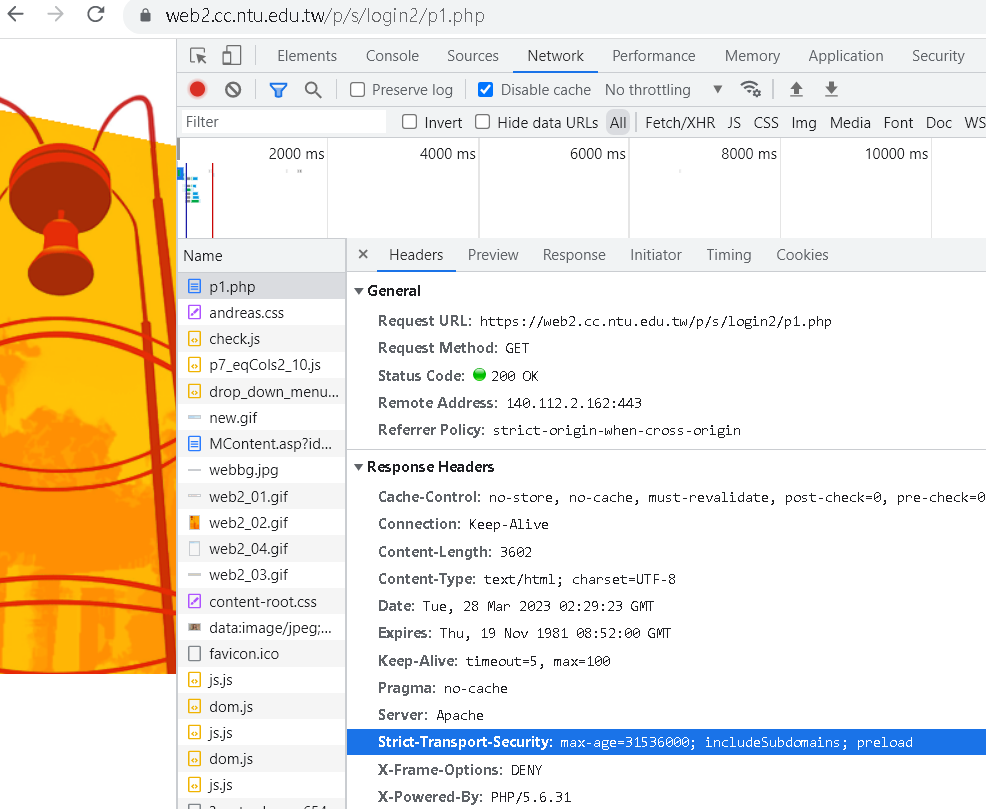 web2.cc.ntu.edu.tw/p/s/login2/p1.php
Elements Console Sources Network Performance Memory Application Security
Preserve log Disable cache No throttling
Filter Invert Hide data URLs All Fetch/XHR JS CSS Img Media Font Doc WS
2000 ms 4000 ms 6000 ms 8000 ms 10000 ms
Name
p1.php
andreas.css
check.js
p7_eqCols2_10.js
drop_down_menu...
new.gif
MContent.asp?id...
webbg.jpg
web2_01.gif
web2_02.gif
web2_04.gif
web2_03.gif
content-root.css
data:image/jpeg;...
favicon.ico
js.js
dom.js
js.js
dom.js
js.js
× Headers Preview Response Initiator Timing Cookies
General
Request URL: https://web2.cc.ntu.edu.tw/p/s/login2/p1.php
Request Method: GET
Status Code: 200 OK
Remote Address: 140.112.2.162:443
Referrer Policy: strict-origin-when-cross-origin
Response Headers
Cache-Control: no-store, no-cache, must-revalidate, post-check=0, pre-check=0
Connection: Keep-Alive
Content-Length: 3602
Content-Type: text/html; charset=UTF-8
Date: Tue, 28 Mar 2023 02:29:23 GMT
Expires: Thu, 19 Nov 1981 08:52:00 GMT
Keep-Alive: timeout=5, max=100
Pragma: no-cache
Server: Apache
Strict-Transport-Security: max-age=31536000; includeSubdomains; preload
X-Frame-Options: DENY
X-Powered-By: PHP/5.6.31